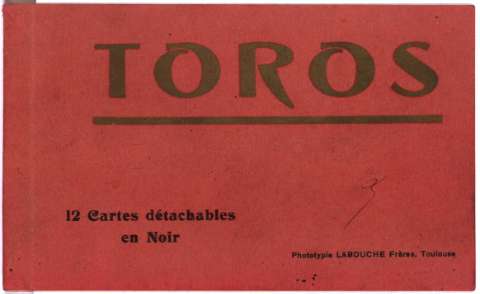 TOROS
12 Cartes détachables
en Noir
Phototypie LABOUCHE Frères, Toulouse